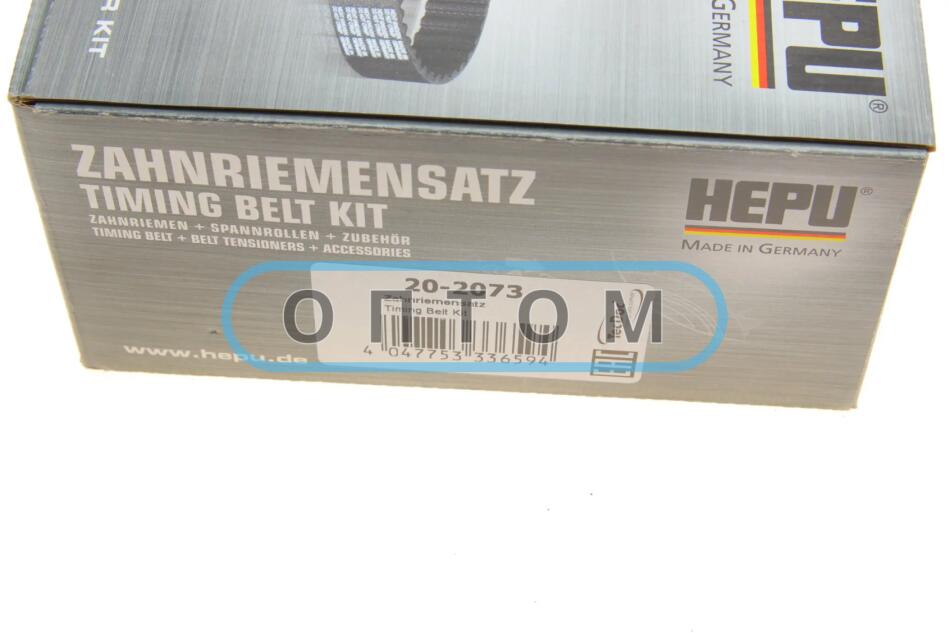 R KIT
HEPU®
GERMANY
ZAHNRIEMENSATZ
TIMING BELT KIT
ZAHNRIEMEN + SPANNROLLEN + ZUBEHÖR
TIMING BELT + BELT TENSIONERS + ACCESSORIES
HEPU®
MADE IN GERMANY
20-2073
Zahnriemensatz
Timing Belt Kit
4 047753 336594
www.hepu.de
ОПТОМ